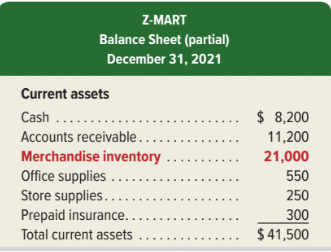 Z-MART
Balance Sheet (partial)
December 31, 2021
Current assets
Cash . . . . . . . . . . . . . . . . . . . . . . . . . . $ 8,200
Accounts receivable . . . . . . . . . . . . . . 11,200
Merchandise inventory . . . . . . . . . . 21,000
Office supplies . . . . . . . . . . . . . . . . . . 550
Store supplies . . . . . . . . . . . . . . . . . . . 250
Prepaid insurance. . . . . . . . . . . . . . . . 300
Total current assets . . . . . . . . . . . . . . $41,500